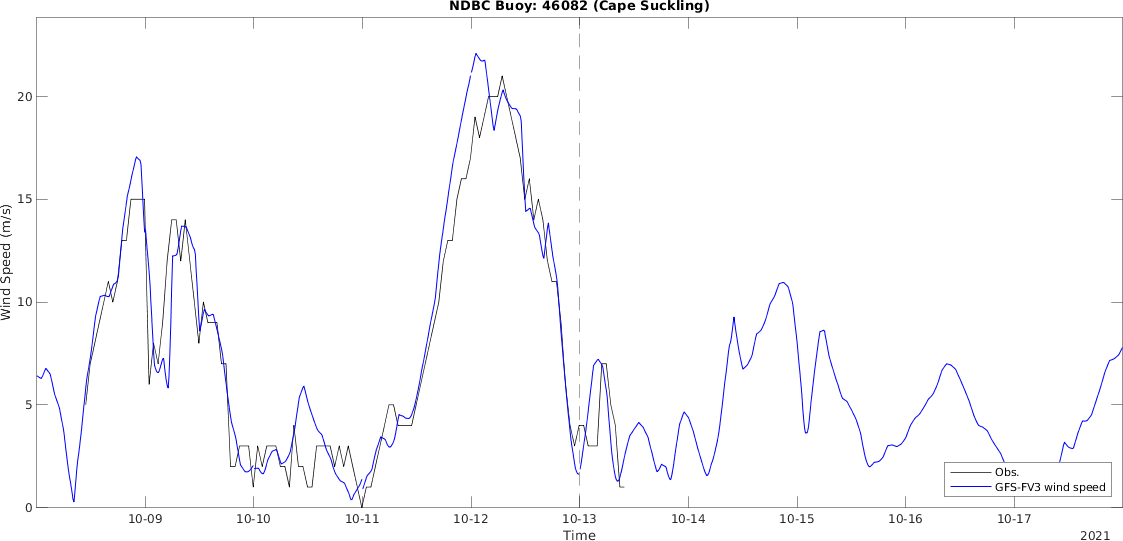 NDBC Buoy: 46082 (Cape Suckling)
Wind Speed (m/s)
20
15
10
5
0
10-09 10-10 10-11 10-12 10-13 10-14 10-15 10-16 10-17
Time
2021
Obs.
GFS-FV3 wind speed